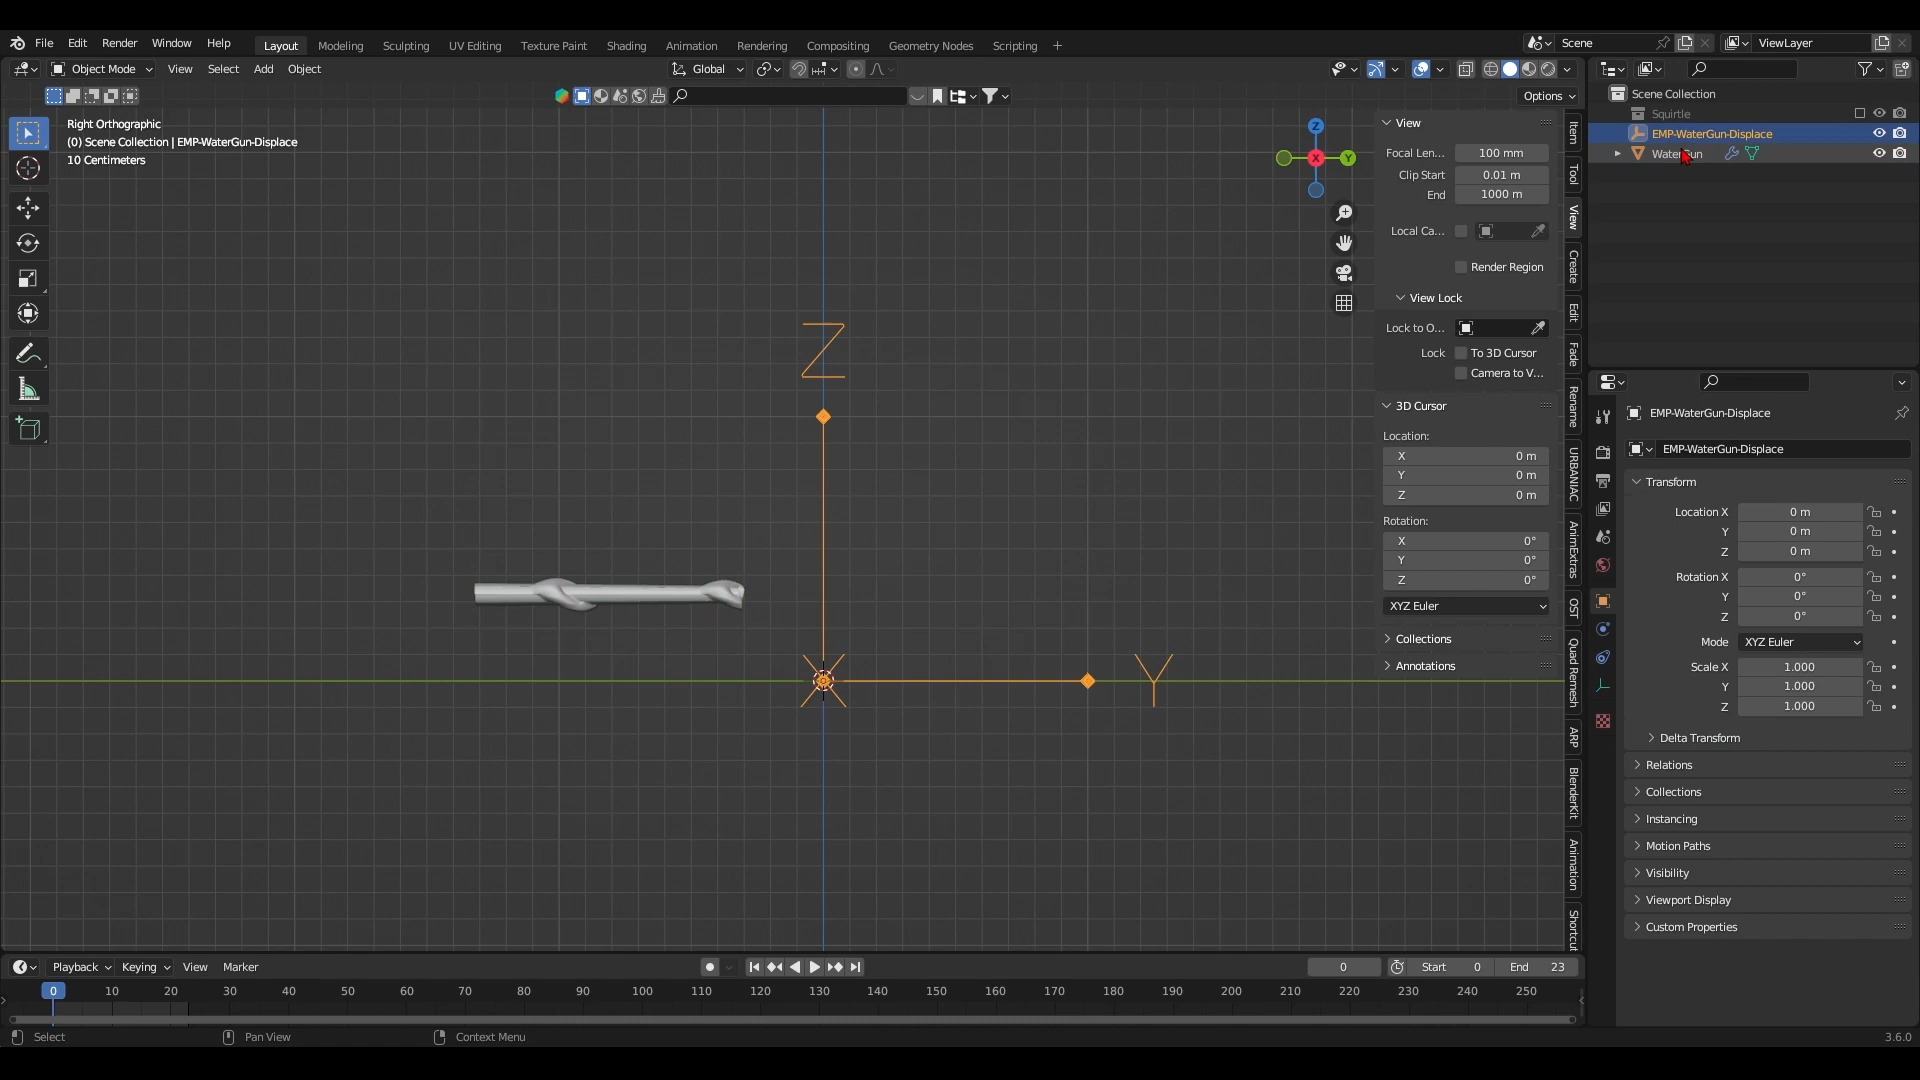 File Edit Render Window Help Layout Modeling Sculpting UV Editing Texture Paint Shading Animation Rendering Compositing Geometry Nodes Scripting + Scene ViewLayer
Object Mode View Select Add Object Global
Options
Right Orthographic
(0) Scene Collection | EMP-WaterGun-Displace
10 Centimeters
Z
X
Y
Z
X
Y
View
Focal Len... 100 mm
Clip Start 0.01 m
End 1000 m
Local Ca...
Render Region
View Lock
Lock to O...
Lock To 3D Cursor
Camera to V...
3D Cursor
Location:
X 0 m
Y 0 m
Z 0 m
Rotation:
X 0°
Y 0°
Z 0°
XYZ Euler
Collections
Annotations
Item
Tool
View
Create
Edit
Fade
Rename
URBANIAC
AnimExtras
OST
Quad Remesh
ARP
BlenderKit
Animation
Shortcu
Scene Collection
Squirtle
EMP-WaterGun-Displace
WaterGun
EMP-WaterGun-Displace
EMP-WaterGun-Displace
Transform
Location X 0 m
Y 0 m
Z 0 m
Rotation X 0°
Y 0°
Z 0°
Mode XYZ Euler
Scale X 1.000
Y 1.000
Z 1.000
Delta Transform
Relations
Collections
Instancing
Motion Paths
Visibility
Viewport Display
Custom Properties
Playback Keying View Marker 0 Start 0 End 23
0 10 20 30 40 50 60 70 80 90 100 110 120 130 140 150 160 170 180 190 200 210 220 230 240 250
Select Pan View Context Menu 3.6.0